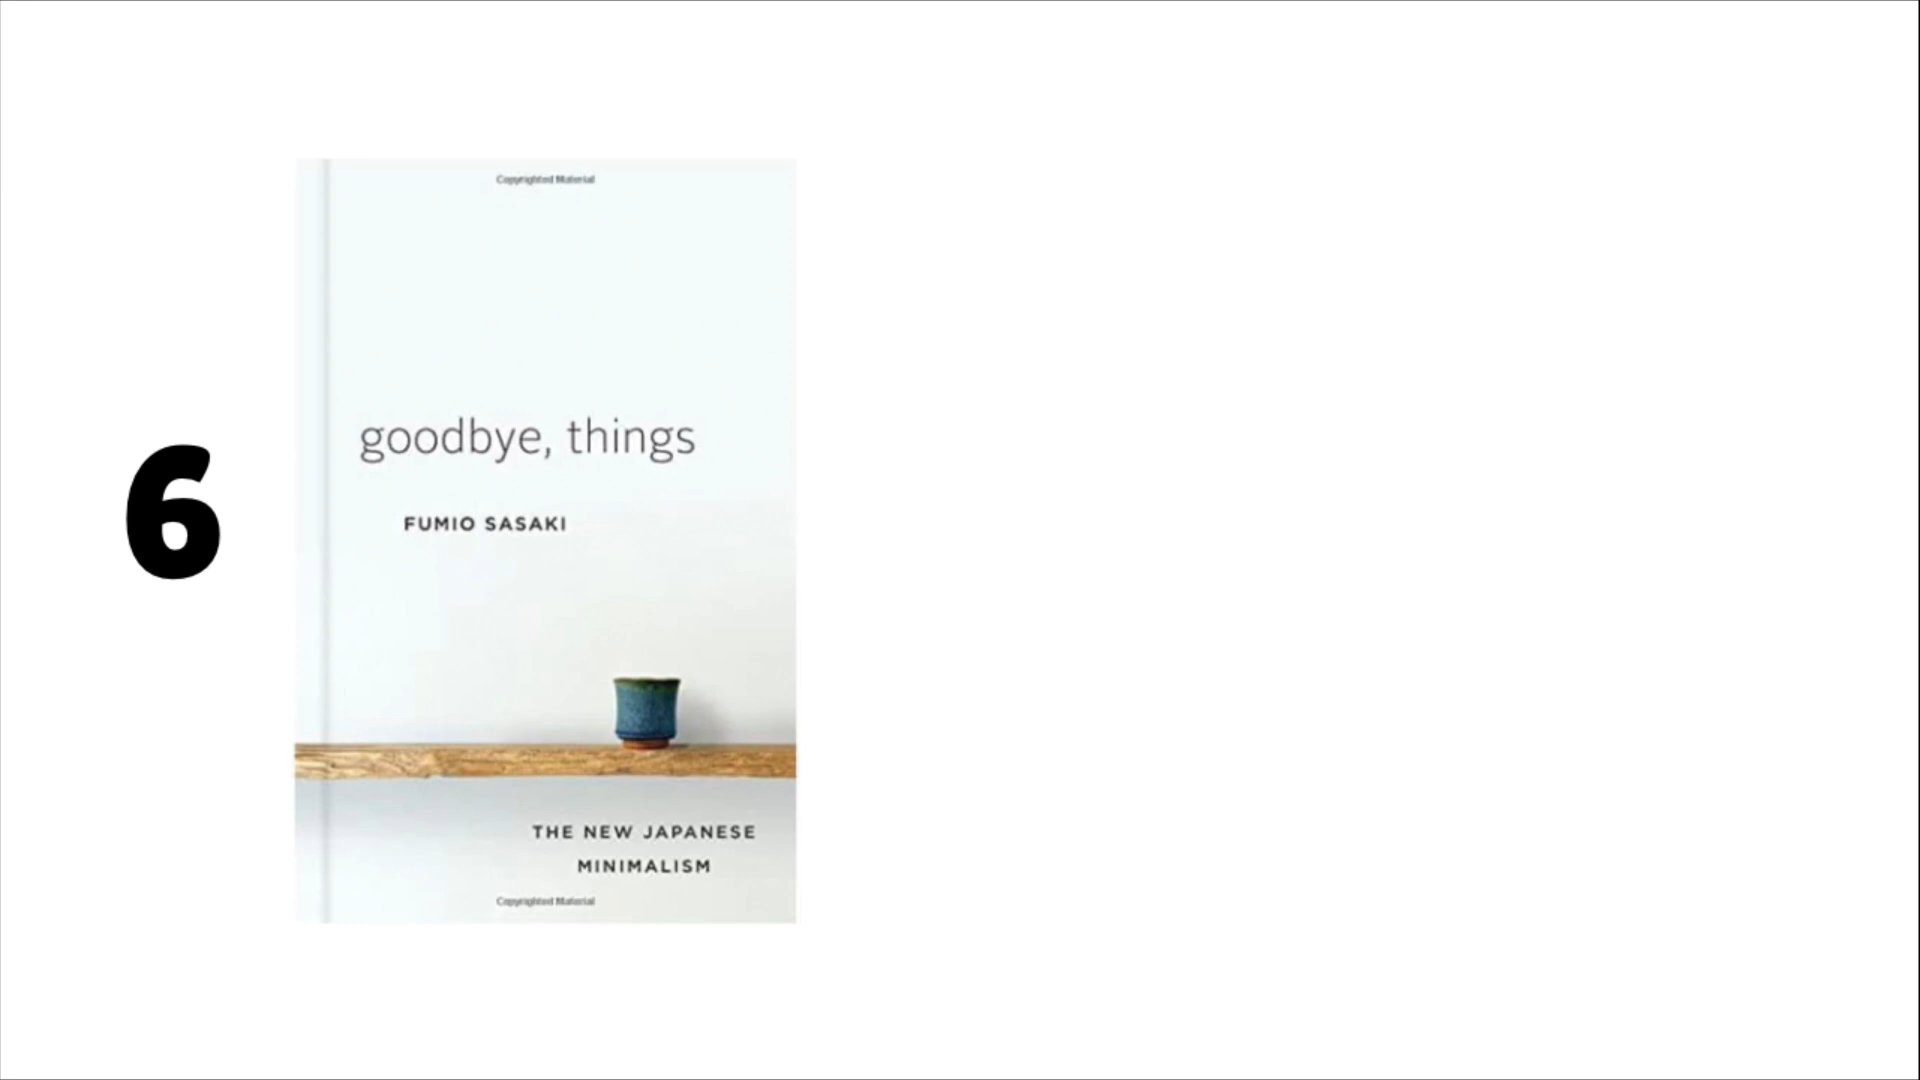 6
Copyrighted Material
goodbye, things
FUMIO SASAKI
THE NEW JAPANESE
MINIMALISM
Copyrighted Material